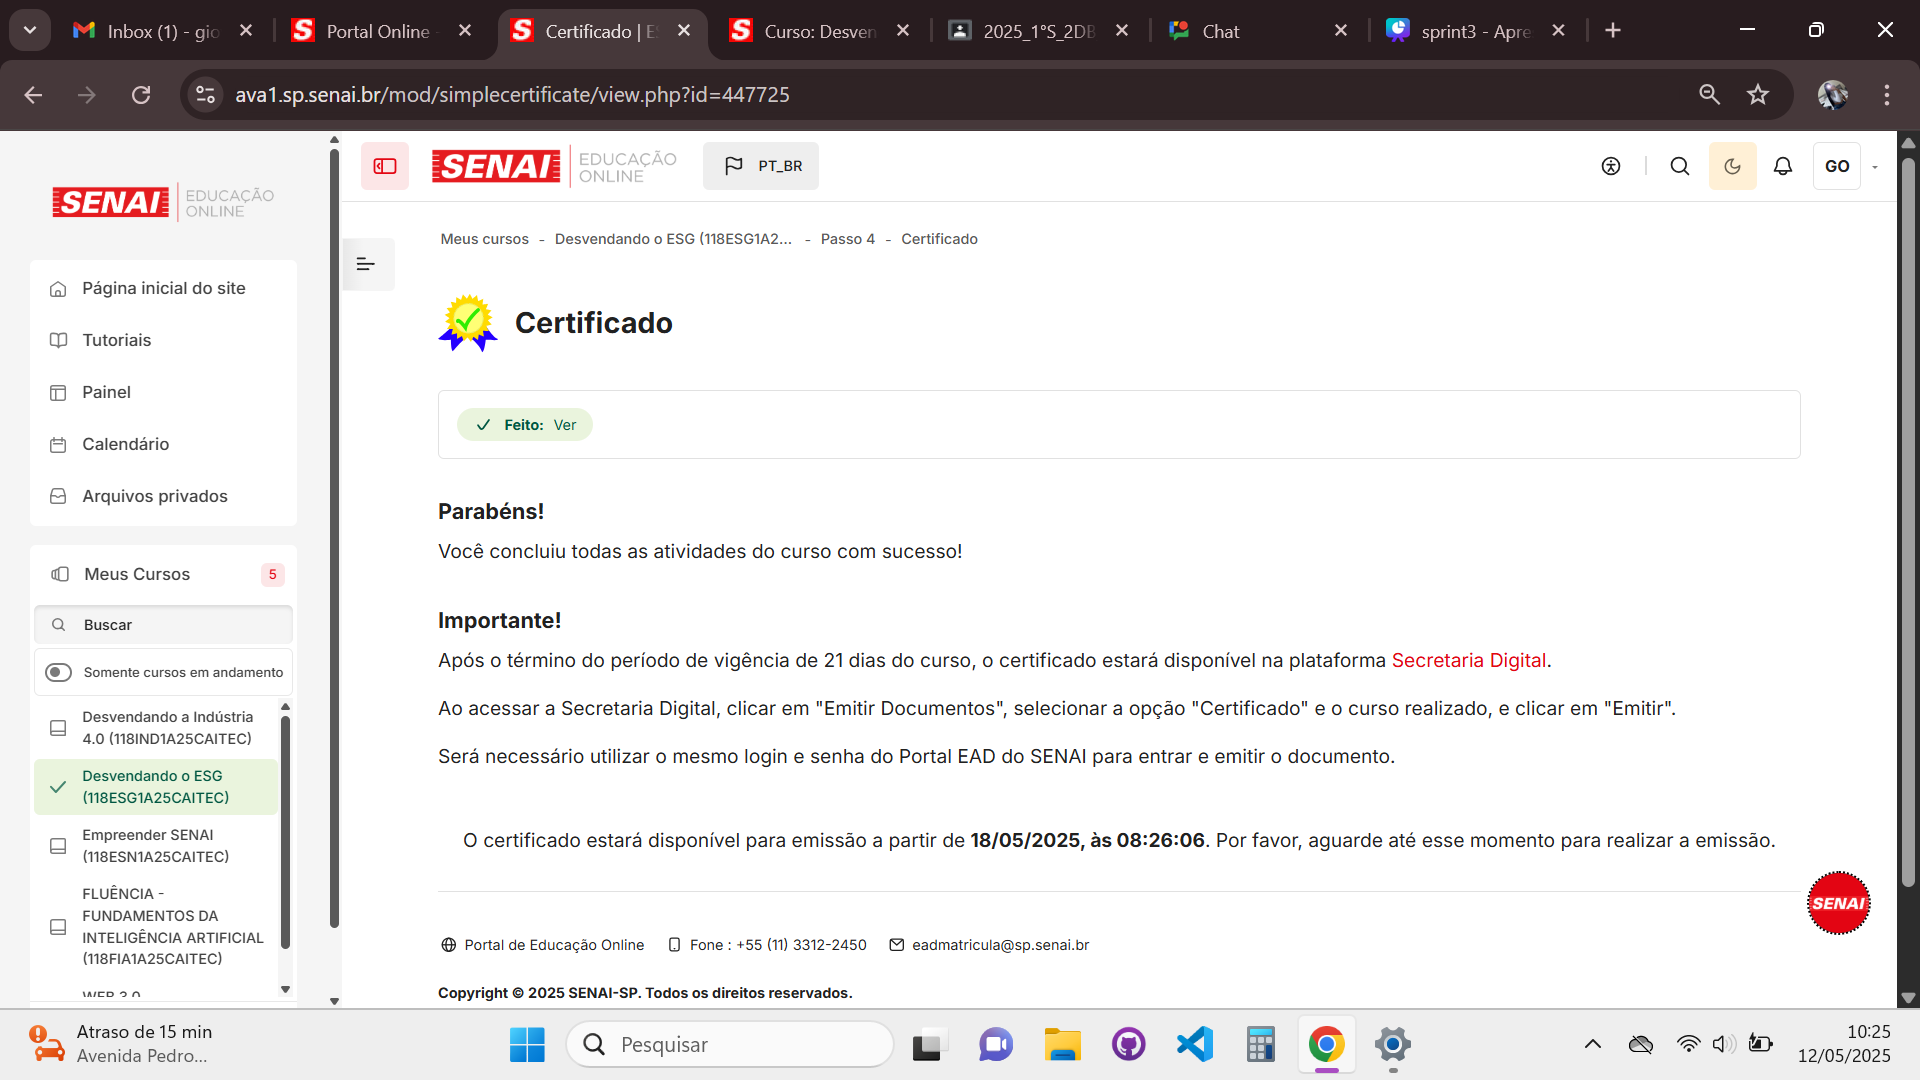 Inbox (1) - gio
Portal Online -
Certificado | ES
Curso: Desven
2025_1°S_2DB
Chat
sprint3 - Apre
ava1.sp.senai.br/mod/simplecertificate/view.php?id=447725
SENAI EDUCAÇÃO ONLINE
PT_BR
GO
SENAI EDUCAÇÃO ONLINE
Página inicial do site
Tutoriais
Painel
Calendário
Arquivos privados
Meus Cursos 5
Buscar
Somente cursos em andamento
Desvendando a Indústria
4.0 (118IND1A25CAITEC)
Desvendando o ESG
(118ESG1A25CAITEC)
Empreender SENAI
(118ESN1A25CAITEC)
FLUÊNCIA -
FUNDAMENTOS DA
INTELIGÊNCIA ARTIFICIAL
(118FIA1A25CAITEC)
WEB 3.0
Meus cursos - Desvendando o ESG (118ESG1A2... - Passo 4 - Certificado
Certificado
Feito: Ver
Parabéns!
Você concluiu todas as atividades do curso com sucesso!
Importante!
Após o término do período de vigência de 21 dias do curso, o certificado estará disponível na plataforma Secretaria Digital.
Ao acessar a Secretaria Digital, clicar em "Emitir Documentos", selecionar a opção "Certificado" e o curso realizado, e clicar em "Emitir".
Será necessário utilizar o mesmo login e senha do Portal EAD do SENAI para entrar e emitir o documento.
O certificado estará disponível para emissão a partir de 18/05/2025, às 08:26:06. Por favor, aguarde até esse momento para realizar a emissão.
SENAI
Portal de Educação Online Fone : +55 (11) 3312-2450 eadmatricula@sp.senai.br
Copyright © 2025 SENAI-SP. Todos os direitos reservados.
Atraso de 15 min
Avenida Pedro...
Pesquisar
10:25
12/05/2025